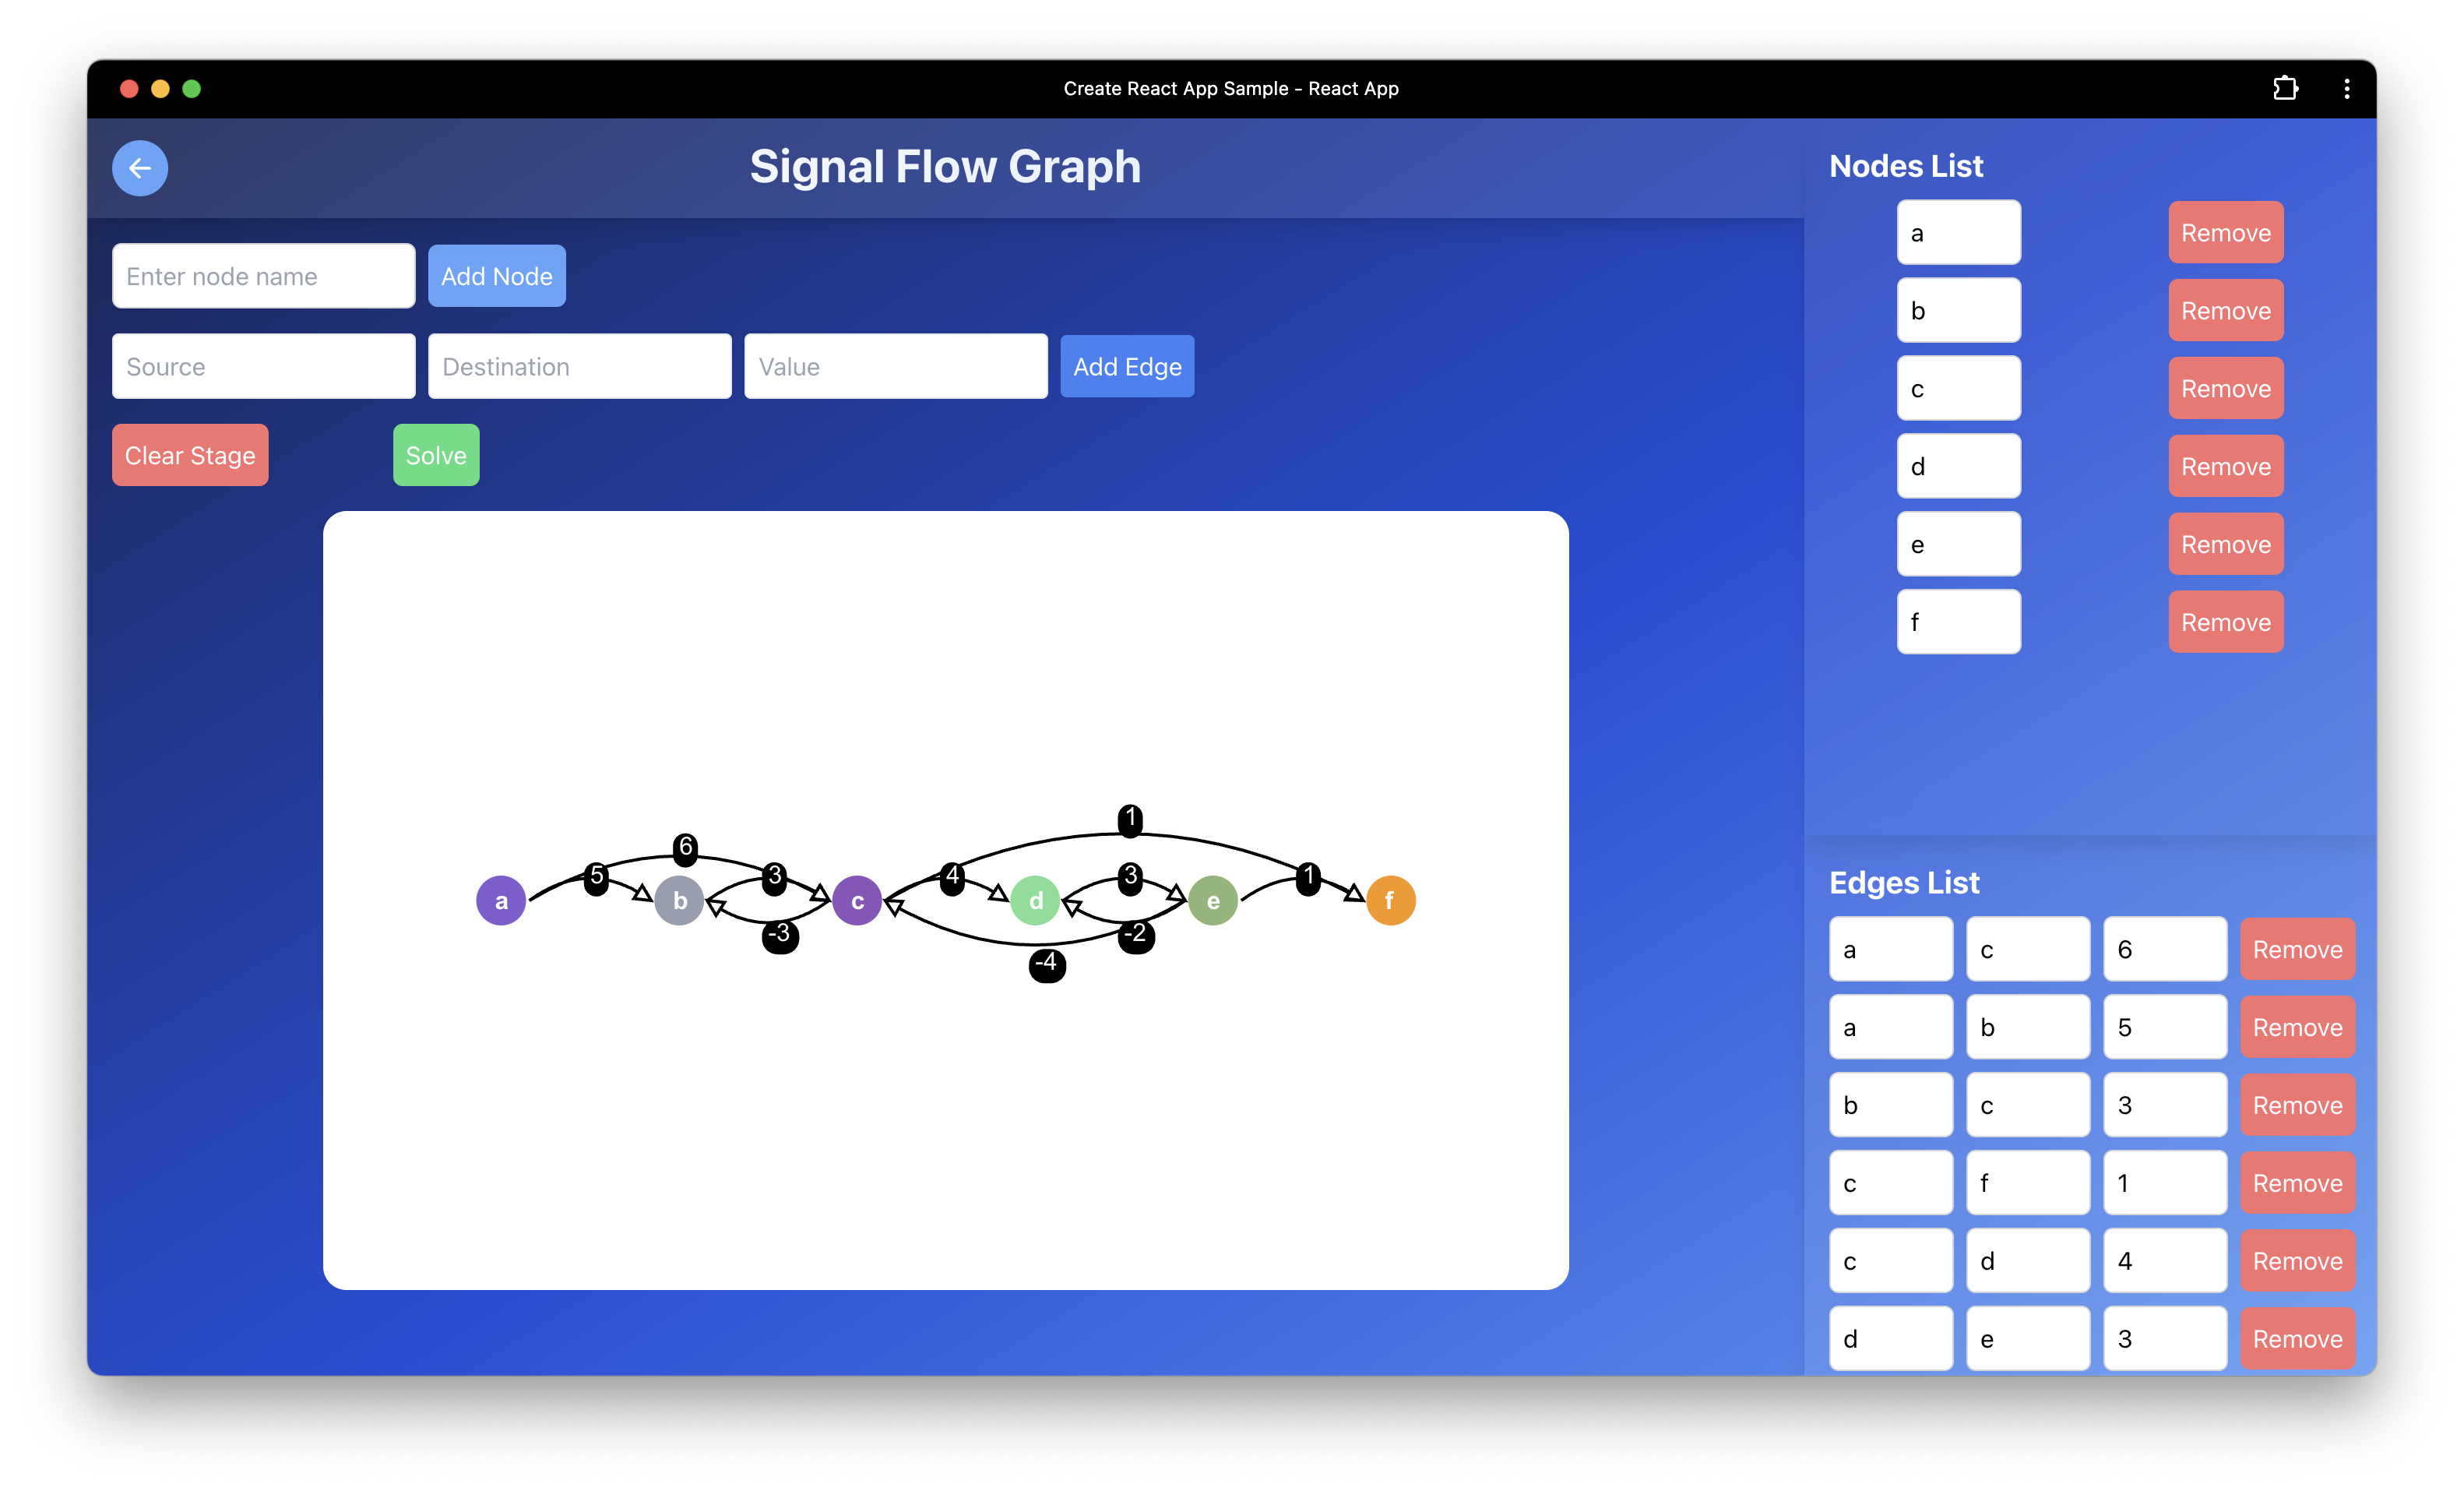 Create React App Sample - React App
Signal Flow Graph
Enter node name
Add Node
Source
Destination
Value
Add Edge
Clear Stage
Solve
1
6
5
3
4
3
1
a
b
c
d
e
f
-3
-2
-4
Nodes List
a Remove
b Remove
c Remove
d Remove
e Remove
f Remove
Edges List
a c 6 Remove
a b 5 Remove
b c 3 Remove
c f 1 Remove
c d 4 Remove
d e 3 Remove